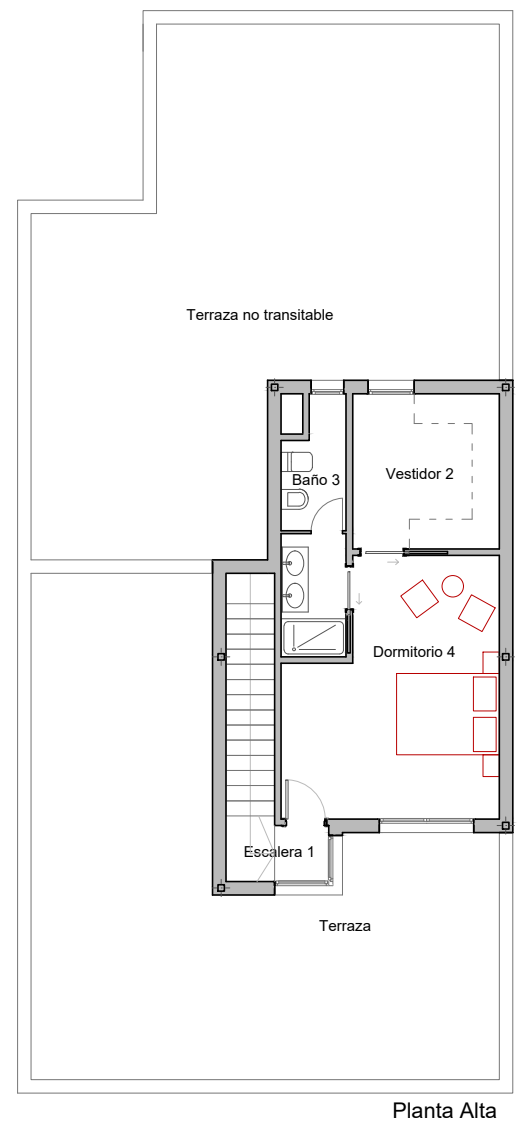 Terraza no transitable
Baño 3
Vestidor 2
Dormitorio 4
Escalera 1
Terraza
Planta Alta